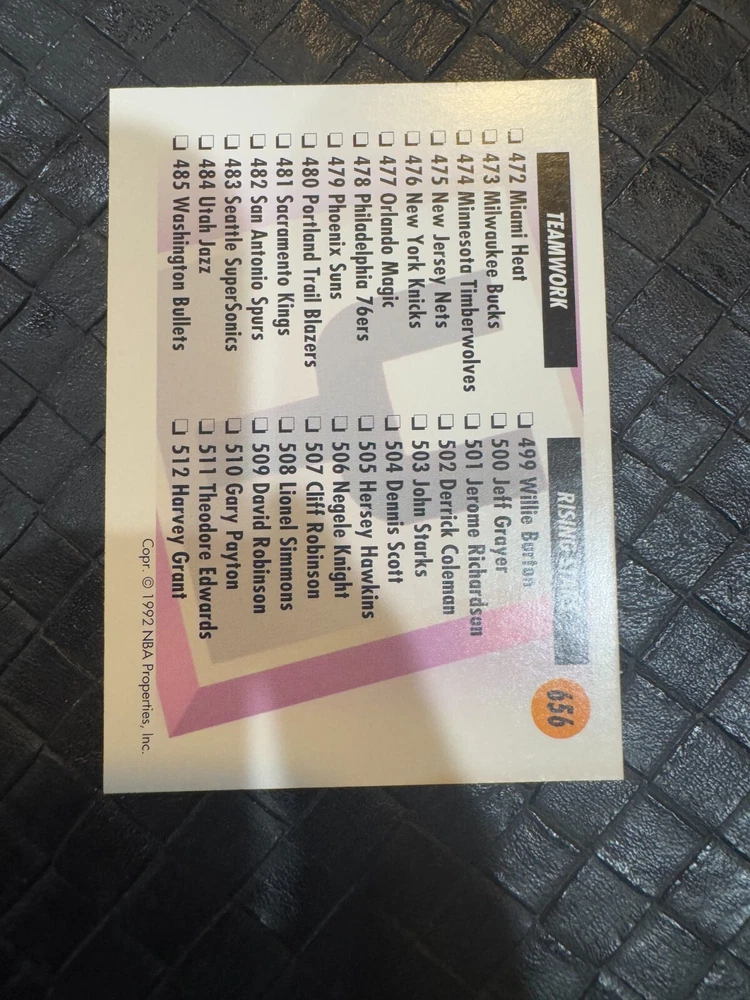 656
TEAMWORK
❏ 472 Miami Heat
❏ 473 Milwaukee Bucks
❏ 474 Minnesota Timberwolves
❏ 475 New Jersey Nets
❏ 476 New York Knicks
❏ 477 Orlando Magic
❏ 478 Philadelphia 76ers
❏ 479 Phoenix Suns
❏ 480 Portland Trail Blazers
❏ 481 Sacramento Kings
❏ 482 San Antonio Spurs
❏ 483 Seattle SuperSonics
❏ 484 Utah Jazz
❏ 485 Washington Bullets
RISING STARS
❏ 499 Willie Burton
❏ 500 Jeff Grayer
❏ 501 Jerome Richardson
❏ 502 Derrick Coleman
❏ 503 John Starks
❏ 504 Dennis Scott
❏ 505 Hersey Hawkins
❏ 506 Negele Knight
❏ 507 Cliff Robinson
❏ 508 Lionel Simmons
❏ 509 David Robinson
❏ 510 Gary Payton
❏ 511 Theodore Edwards
❏ 512 Harvey Grant
Copr. © 1992 NBA Properties, Inc.